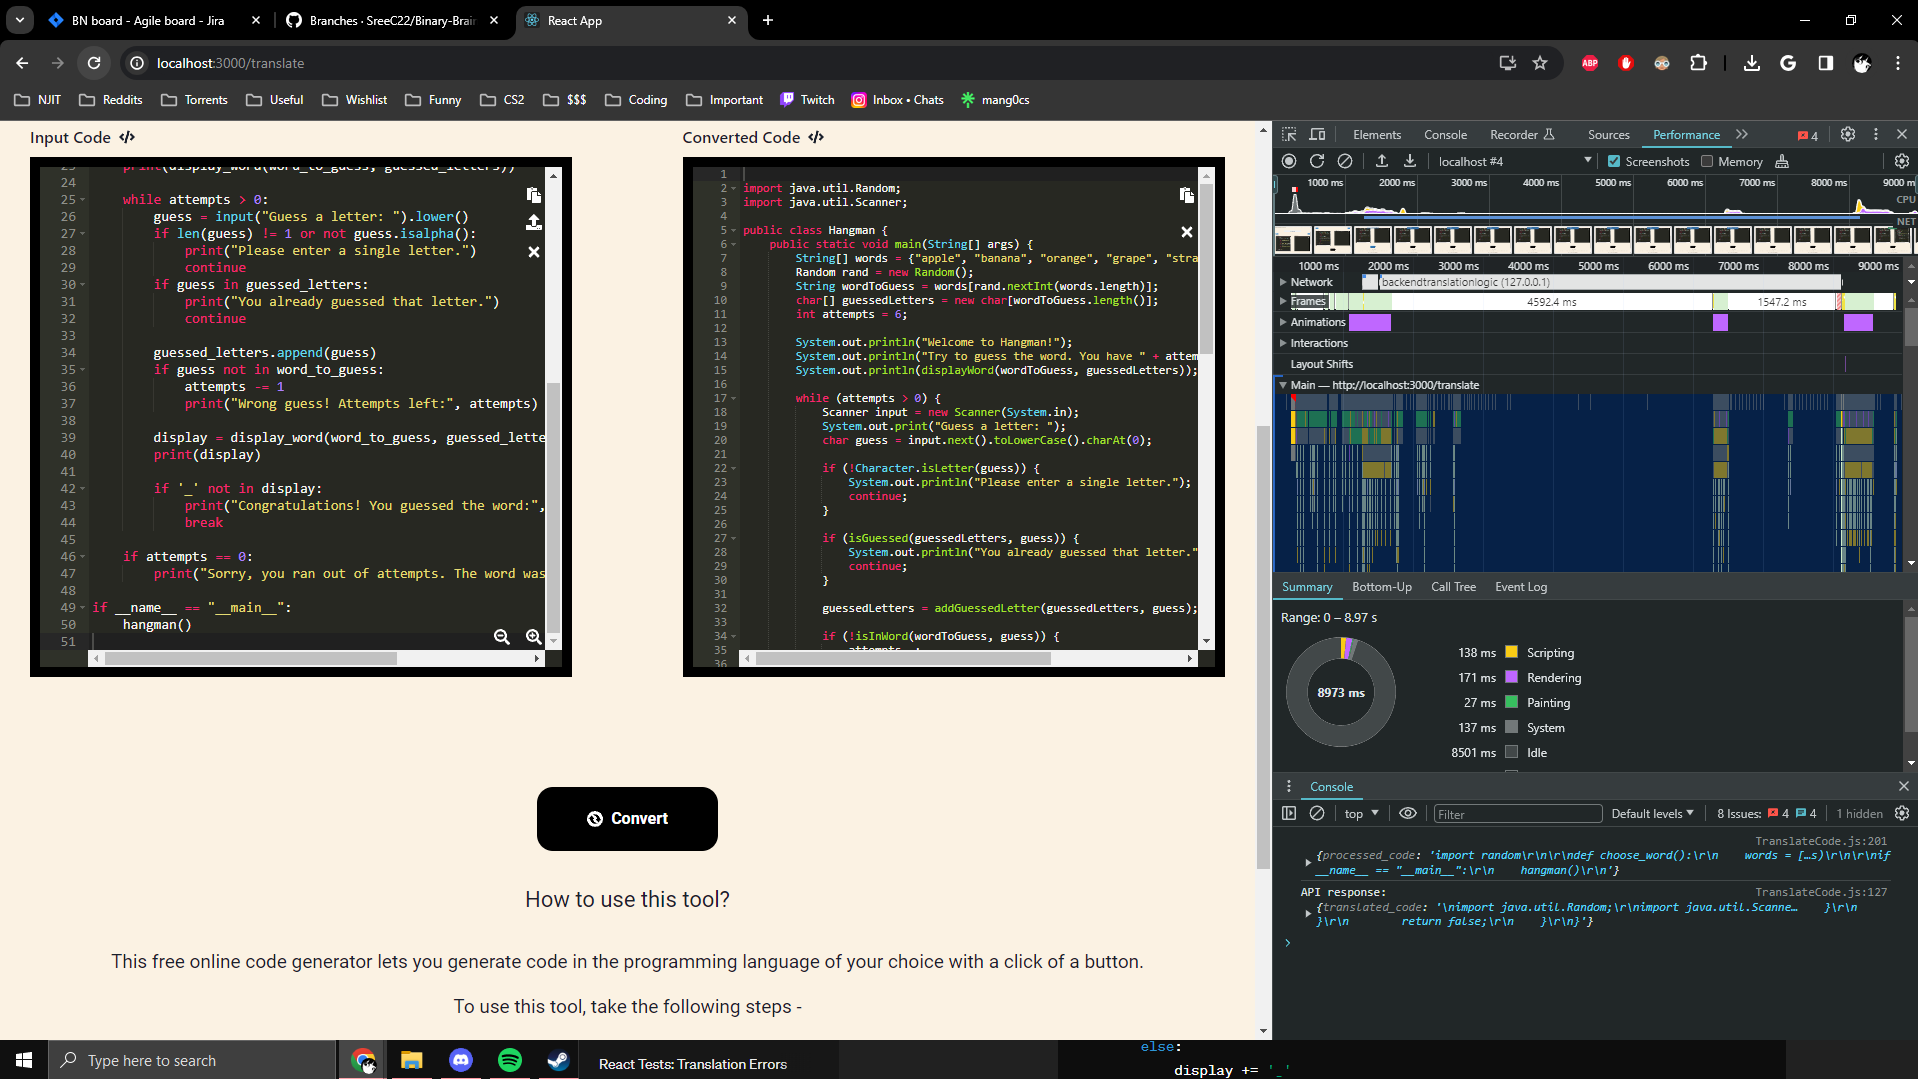 BN board - Agile board - Jira
Branches · SreeC22/Binary-Brain
React App
localhost:3000/translate
NJIT
Reddits
Torrents
Useful
Wishlist
Funny
CS2
$$$
Coding
Important
Twitch
Inbox • Chats
mang0cs
Input Code
24
25 while attempts > 0:
26 guess = input("Guess a letter: ").lower()
27 if len(guess) != 1 or not guess.isalpha():
28 print("Please enter a single letter.")
29 continue
30 if guess in guessed_letters:
31 print("You already guessed that letter.")
32 continue
33
34 guessed_letters.append(guess)
35 if guess not in word_to_guess:
36 attempts -= 1
37 print("Wrong guess! Attempts left:", attempts)
38
39 display = display_word(word_to_guess, guessed_lette
40 print(display)
41
42 if '_' not in display:
43 print("Congratulations! You guessed the word:",
44 break
45
46 if attempts == 0:
47 print("Sorry, you ran out of attempts. The word was
48
49 if __name__ == "__main__":
50 hangman()
51
Converted Code
1
2 import java.util.Random;
3 import java.util.Scanner;
4
5 public class Hangman {
6 public static void main(String[] args) {
7 String[] words = {"apple", "banana", "orange", "grape", "stra
8 Random rand = new Random();
9 String wordToGuess = words[rand.nextInt(words.length)];
10 char[] guessedLetters = new char[wordToGuess.length()];
11 int attempts = 6;
12
13 System.out.println("Welcome to Hangman!");
14 System.out.println("Try to guess the word. You have " + attem
15 System.out.println(displayWord(wordToGuess, guessedLetters));
16
17 while (attempts > 0) {
18 Scanner input = new Scanner(System.in);
19 System.out.print("Guess a letter: ");
20 char guess = input.next().toLowerCase().charAt(0);
21
22 if (!Character.isLetter(guess)) {
23 System.out.println("Please enter a single letter.");
24 continue;
25 }
26
27 if (isGuessed(guessedLetters, guess)) {
28 System.out.println("You already guessed that letter."
29 continue;
30 }
31
32 guessedLetters = addGuessedLetter(guessedLetters, guess);
33
34 if (!isInWord(wordToGuess, guess)) {
35
36
Convert
How to use this tool?
This free online code generator lets you generate code in the programming language of your choice with a click of a button.
To use this tool, take the following steps -
Elements
Console
Recorder
Sources
Performance
4
localhost #4
Screenshots
Memory
1000 ms 2000 ms 3000 ms 4000 ms 5000 ms 6000 ms 7000 ms 8000 ms 9000 m
CPU
NET
1000 ms 2000 ms 3000 ms 4000 ms 5000 ms 6000 ms 7000 ms 8000 ms 9000 ms
Network
backendtranslationlogic (127.0.0.1)
Frames
4592.4 ms
1547.2 ms
Animations
Interactions
Layout Shifts
Main — http://localhost:3000/translate
Summary
Bottom-Up
Call Tree
Event Log
Range: 0 – 8.97 s
8973 ms
138 ms Scripting
171 ms Rendering
27 ms Painting
137 ms System
8501 ms Idle
Console
top
Filter
Default levels
8 Issues: 4 4
1 hidden
TranslateCode.js:201
{processed_code: 'import random\r\n\r\ndef choose_word():\r\n words = […s)\r\n\r\nif
__name__ == "__main__":\r\n hangman()\r\n'}
API response:
TranslateCode.js:127
{translated_code: '\nimport java.util.Random;\r\nimport java.util.Scanne… }\r\n
}\r\n return false;\r\n }\r\n}'}
Type here to search
React Tests: Translation Errors
else:
display += '_'